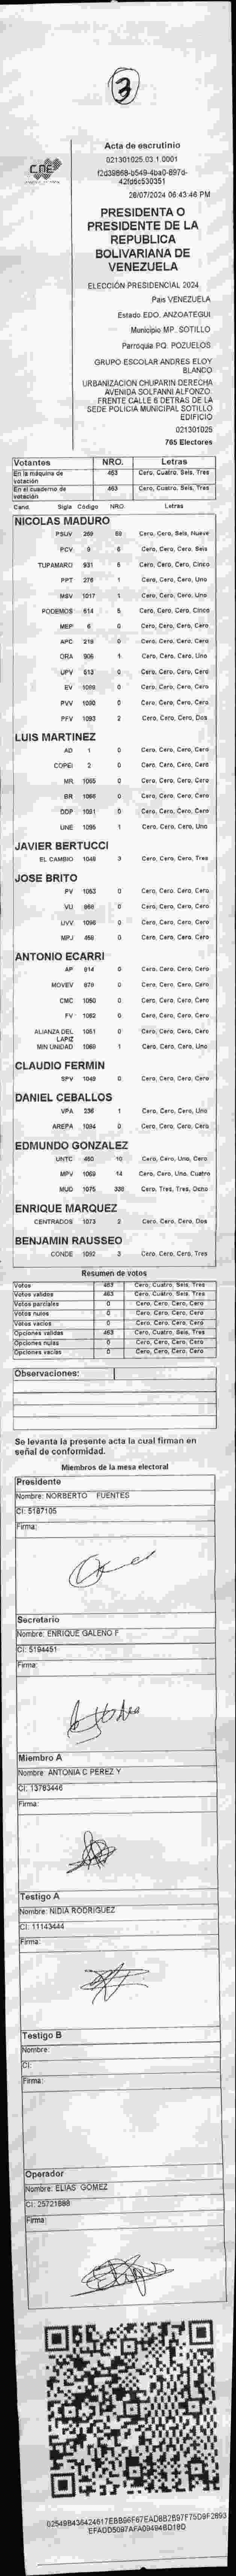 3
CNE
Acta de escrutinio
021301025.03.1.0001
f2d39868-b549-4ba0-897d-
42fd6c530351
28/07/2024 06:43:46 PM
PRESIDENTA O
PRESIDENTE DE LA
REPUBLICA
BOLIVARIANA DE
VENEZUELA
ELECCIÓN PRESIDENCIAL 2024
Pais VENEZUELA
Estado EDO. ANZOATEGUI
Municipio MP. SOTILLO
Parroquia PQ. POZUELOS
GRUPO ESCOLAR ANDRES ELOY
BLANCO
URBANIZACION CHUPARIN DERECHA
AVENIDA SOLFANNI ALFONZO.
FRENTE CALLE 6 DETRAS DE LA
SEDE POLICIA MUNICIPAL SOTILLO
EDIFICIO
021301025
765 Electores
Votantes NRO. Letras
En la máquina de votación 463 Cero, Cuatro, Seis, Tres
En el cuaderno de votación 463 Cero, Cuatro, Seis, Tres
Cand. Sigla Código NRO. Letras
NICOLAS MADURO
PSUV 269 69 Cero, Cero, Seis, Nueve
PCV 9 6 Cero, Cero, Cero, Seis
TUPAMARO 931 5 Cero, Cero, Cero, Cinco
PPT 276 1 Cero, Cero, Cero, Uno
MSV 1017 1 Cero, Cero, Cero, Uno
PODEMOS 614 5 Cero, Cero, Cero, Cinco
MEP 6 0 Cero, Cero, Cero, Cero
APC 219 0 Cero, Cero, Cero, Cero
ORA 906 1 Cero, Cero, Cero, Uno
UPV 613 0 Cero, Cero, Cero, Cero
EV 1099 0 Cero, Cero, Cero, Cero
PVV 1090 0 Cero, Cero, Cero, Cero
PFV 1093 2 Cero, Cero, Cero, Dos
LUIS MARTINEZ
AD 1 0 Cero, Cero, Cero, Cero
COPEI 2 0 Cero, Cero, Cero, Cero
MR 1065 0 Cero, Cero, Cero, Cero
BR 1066 0 Cero, Cero, Cero, Cero
DDP 1091 0 Cero, Cero, Cero, Cero
UNE 1095 1 Cero, Cero, Cero, Uno
JAVIER BERTUCCI
EL CAMBIO 1049 3 Cero, Cero, Cero, Tres
JOSE BRITO
PV 1063 0 Cero, Cero, Cero, Cero
VU 0 Cero, Cero, Cero, Cero
UVV 1096 0 Cero, Cero, Cero, Cero
MPJ 458 0 Cero, Cero, Cero, Cero
ANTONIO ECARRI
AP 914 0 Cero, Cero, Cero, Cero
MOVEV 879 0 Cero, Cero, Cero, Cero
CMC 1050 0 Cero, Cero, Cero, Cero
FV 1082 0 Cero, Cero, Cero, Cero
ALIANZA DEL LAPIZ 1051 0 Cero, Cero, Cero, Cero
MIN UNIDAD 1069 1 Cero, Cero, Cero, Uno
CLAUDIO FERMIN
SPV 1042 0 Cero, Cero, Cero, Cero
DANIEL CEBALLOS
VPA 236 1 Cero, Cero, Cero, Uno
AREPA 1094 0 Cero, Cero, Cero, Cero
EDMUNDO GONZALEZ
UNTC 460 10 Cero, Cero, Uno, Cero
MPV 1069 14 Cero, Cero, Uno, Cuatro
MUD 1075 338 Cero, Tres, Tres, Ocho
ENRIQUE MARQUEZ
CENTRADOS 1073 2 Cero, Cero, Cero, Dos
BENJAMIN RAUSSEO
CONDE 1092 3 Cero, Cero, Cero, Tres
Resumen de votos
Votos 463 Cero, Cuatro, Seis, Tres
Votos validos 463 Cero, Cuatro, Seis, Tres
Votos parciales 0 Cero, Cero, Cero, Cero
Votos nulos 0 Cero, Cero, Cero, Cero
Votos vacios 0 Cero, Cero, Cero, Cero
Opciones validas 463 Cero, Cuatro, Seis, Tres
Opciones nulas 0 Cero, Cero, Cero, Cero
Opciones vacias 0 Cero, Cero, Cero, Cero
Observaciones:
Se levanta la presente acta la cual firman en
señal de conformidad.
Miembros de la mesa electoral
Presidente
Nombre: NORBERTO FUENTES
CI: 5187105
Firma:
Secretario
Nombre: ENRIQUE GALENO F
CI: 5194451
Firma:
Miembro A
Nombre: ANTONIA C PEREZ Y
CI: 13783446
Firma:
Testigo A
Nombre: NIDIA RODRIGUEZ
CI: 11143444
Firma:
Testigo B
Nombre:
CI:
Firma:
Operador
Nombre: ELIAS GOMEZ
CI: 25721888
Firma: